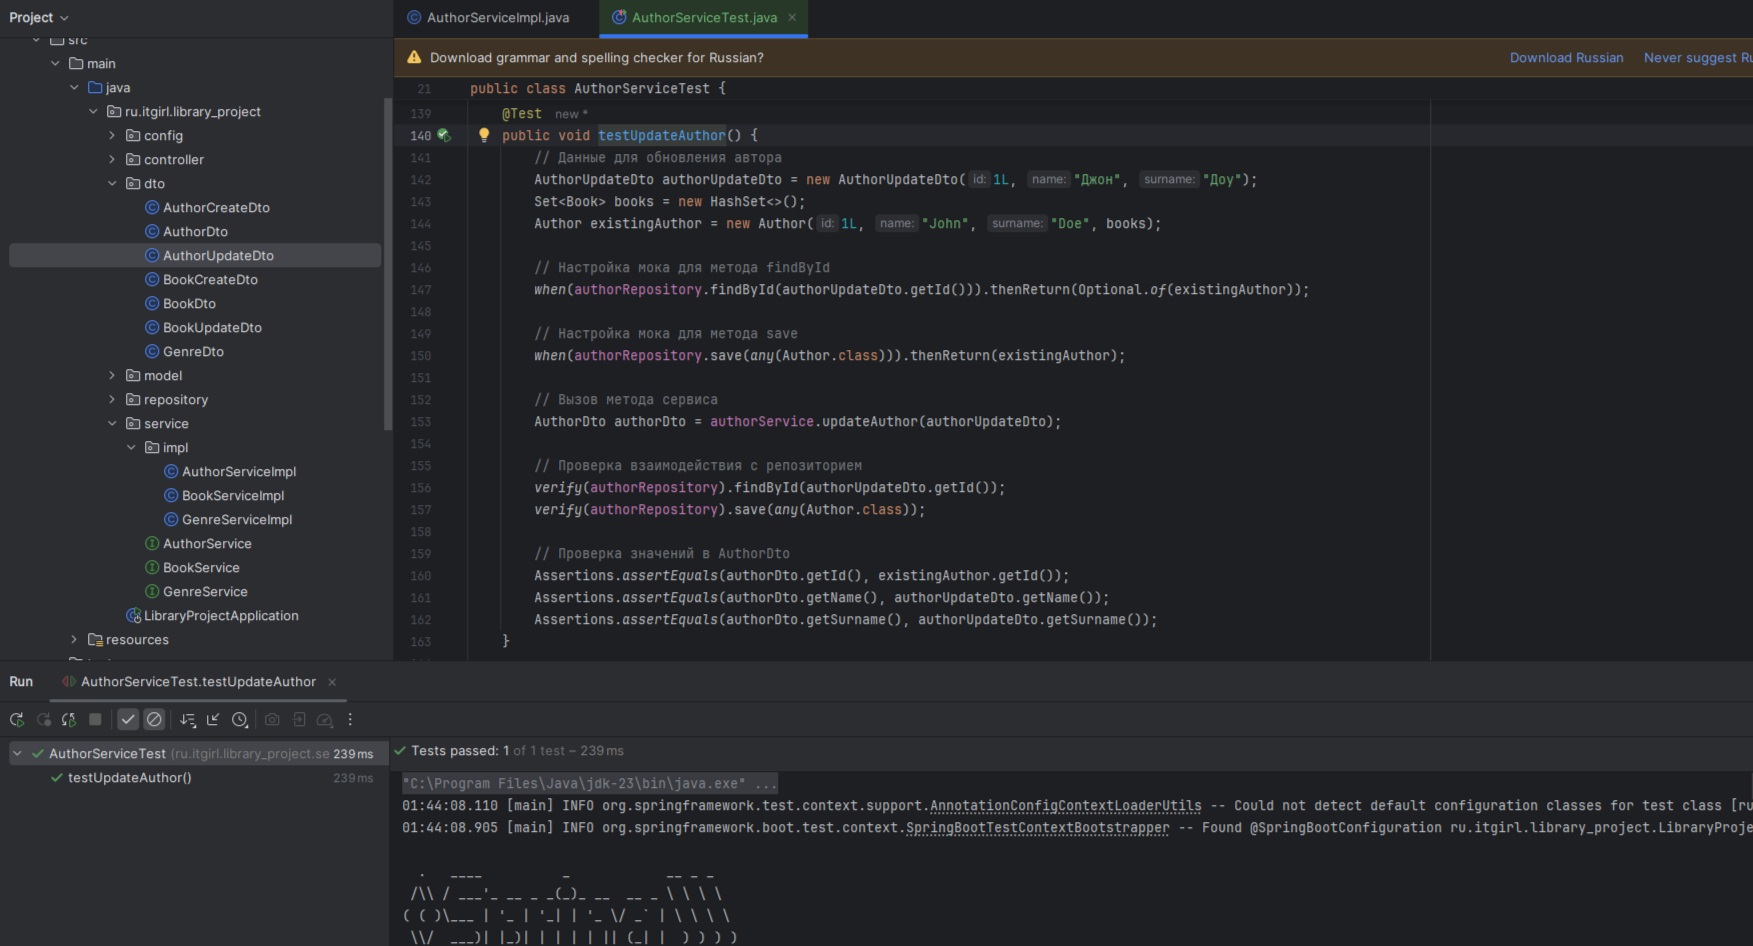 Project
src
main
java
ru.itgirl.library_project
config
controller
dto
AuthorCreateDto
AuthorDto
AuthorUpdateDto
BookCreateDto
BookDto
BookUpdateDto
GenreDto
model
repository
service
impl
AuthorServiceImpl
BookServiceImpl
GenreServiceImpl
AuthorService
BookService
GenreService
LibraryProjectApplication
resources
AuthorServiceImpl.java
AuthorServiceTest.java
Download grammar and spelling checker for Russian?
Download Russian Never suggest Ru
21 public class AuthorServiceTest {
139 @Test new *
140 public void testUpdateAuthor() {
141 // Данные для обновления автора
142 AuthorUpdateDto authorUpdateDto = new AuthorUpdateDto( id: 1L, name: "Джон", surname: "Доу");
143 Set<Book> books = new HashSet<>();
144 Author existingAuthor = new Author( id: 1L, name: "John", surname: "Doe", books);
145
146 // Настройка мока для метода findById
147 when(authorRepository.findById(authorUpdateDto.getId())).thenReturn(Optional.of(existingAuthor));
148
149 // Настройка мока для метода save
150 when(authorRepository.save(any(Author.class))).thenReturn(existingAuthor);
151
152 // Вызов метода сервиса
153 AuthorDto authorDto = authorService.updateAuthor(authorUpdateDto);
154
155 // Проверка взаимодействия с репозиторием
156 verify(authorRepository).findById(authorUpdateDto.getId());
157 verify(authorRepository).save(any(Author.class));
158
159 // Проверка значений в AuthorDto
160 Assertions.assertEquals(authorDto.getId(), existingAuthor.getId());
161 Assertions.assertEquals(authorDto.getName(), authorUpdateDto.getName());
162 Assertions.assertEquals(authorDto.getSurname(), authorUpdateDto.getSurname());
163 }
Run AuthorServiceTest.testUpdateAuthor
AuthorServiceTest (ru.itgirl.library_project.se 239 ms
testUpdateAuthor() 239 ms
Tests passed: 1 of 1 test – 239 ms
"C:\Program Files\Java\jdk-23\bin\java.exe" ...
01:44:08.110 [main] INFO org.springframework.test.context.support.AnnotationConfigContextLoaderUtils -- Could not detect default configuration classes for test class [ru
01:44:08.905 [main] INFO org.springframework.boot.test.context.SpringBootTestContextBootstrapper -- Found @SpringBootConfiguration ru.itgirl.library_project.LibraryProje